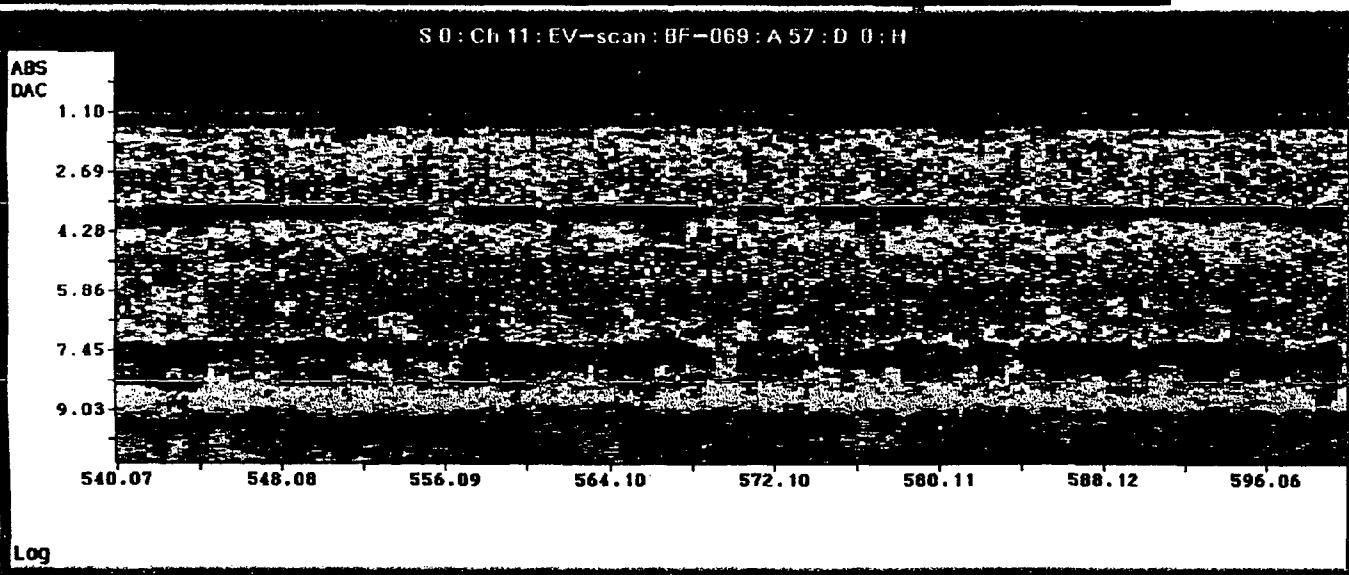 S 0 : Ch 11 : EV-scan : BF-069 : A 57 : D 0 : H
ABS
DAC
1.10
2.69
4.28
5.86
7.45
9.03
540.07 548.08 556.09 564.10 572.10 580.11 588.12 596.06
Log